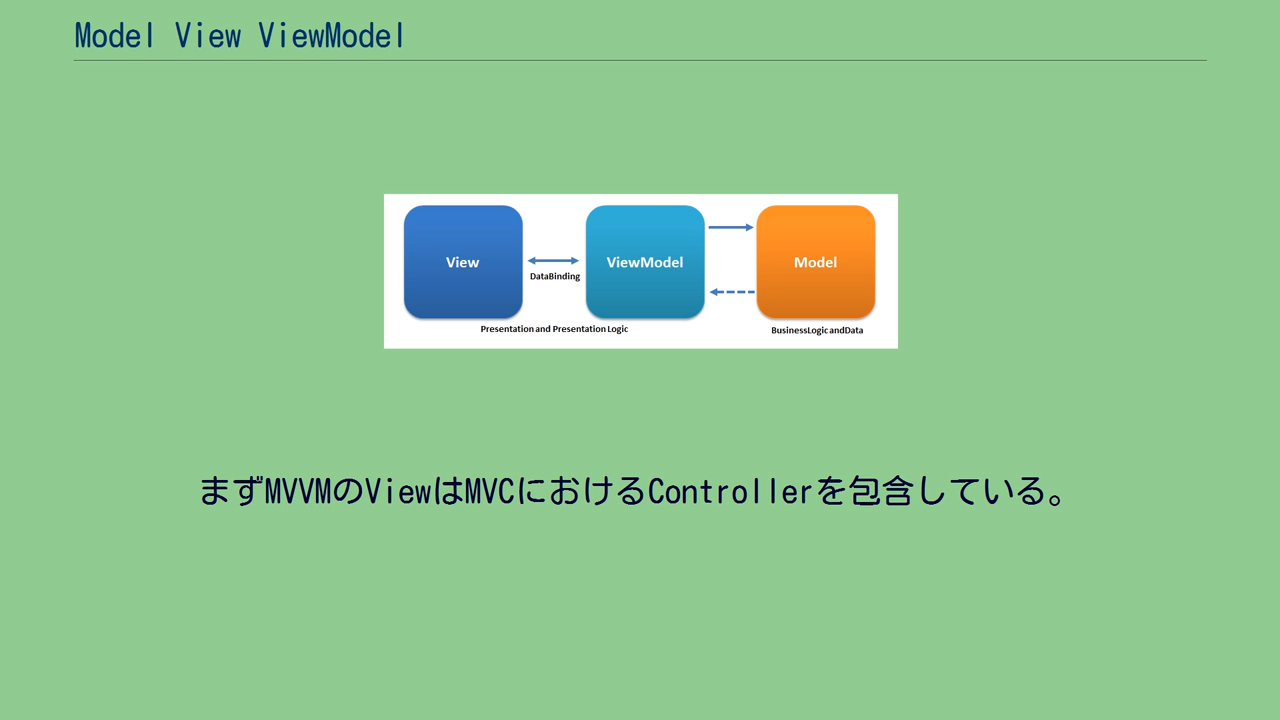 Model View ViewModel
View
ViewModel
Model
DataBinding
Presentation and Presentation Logic
BusinessLogic andData
まずMVVMのViewはMVCにおけるControllerを包含している。